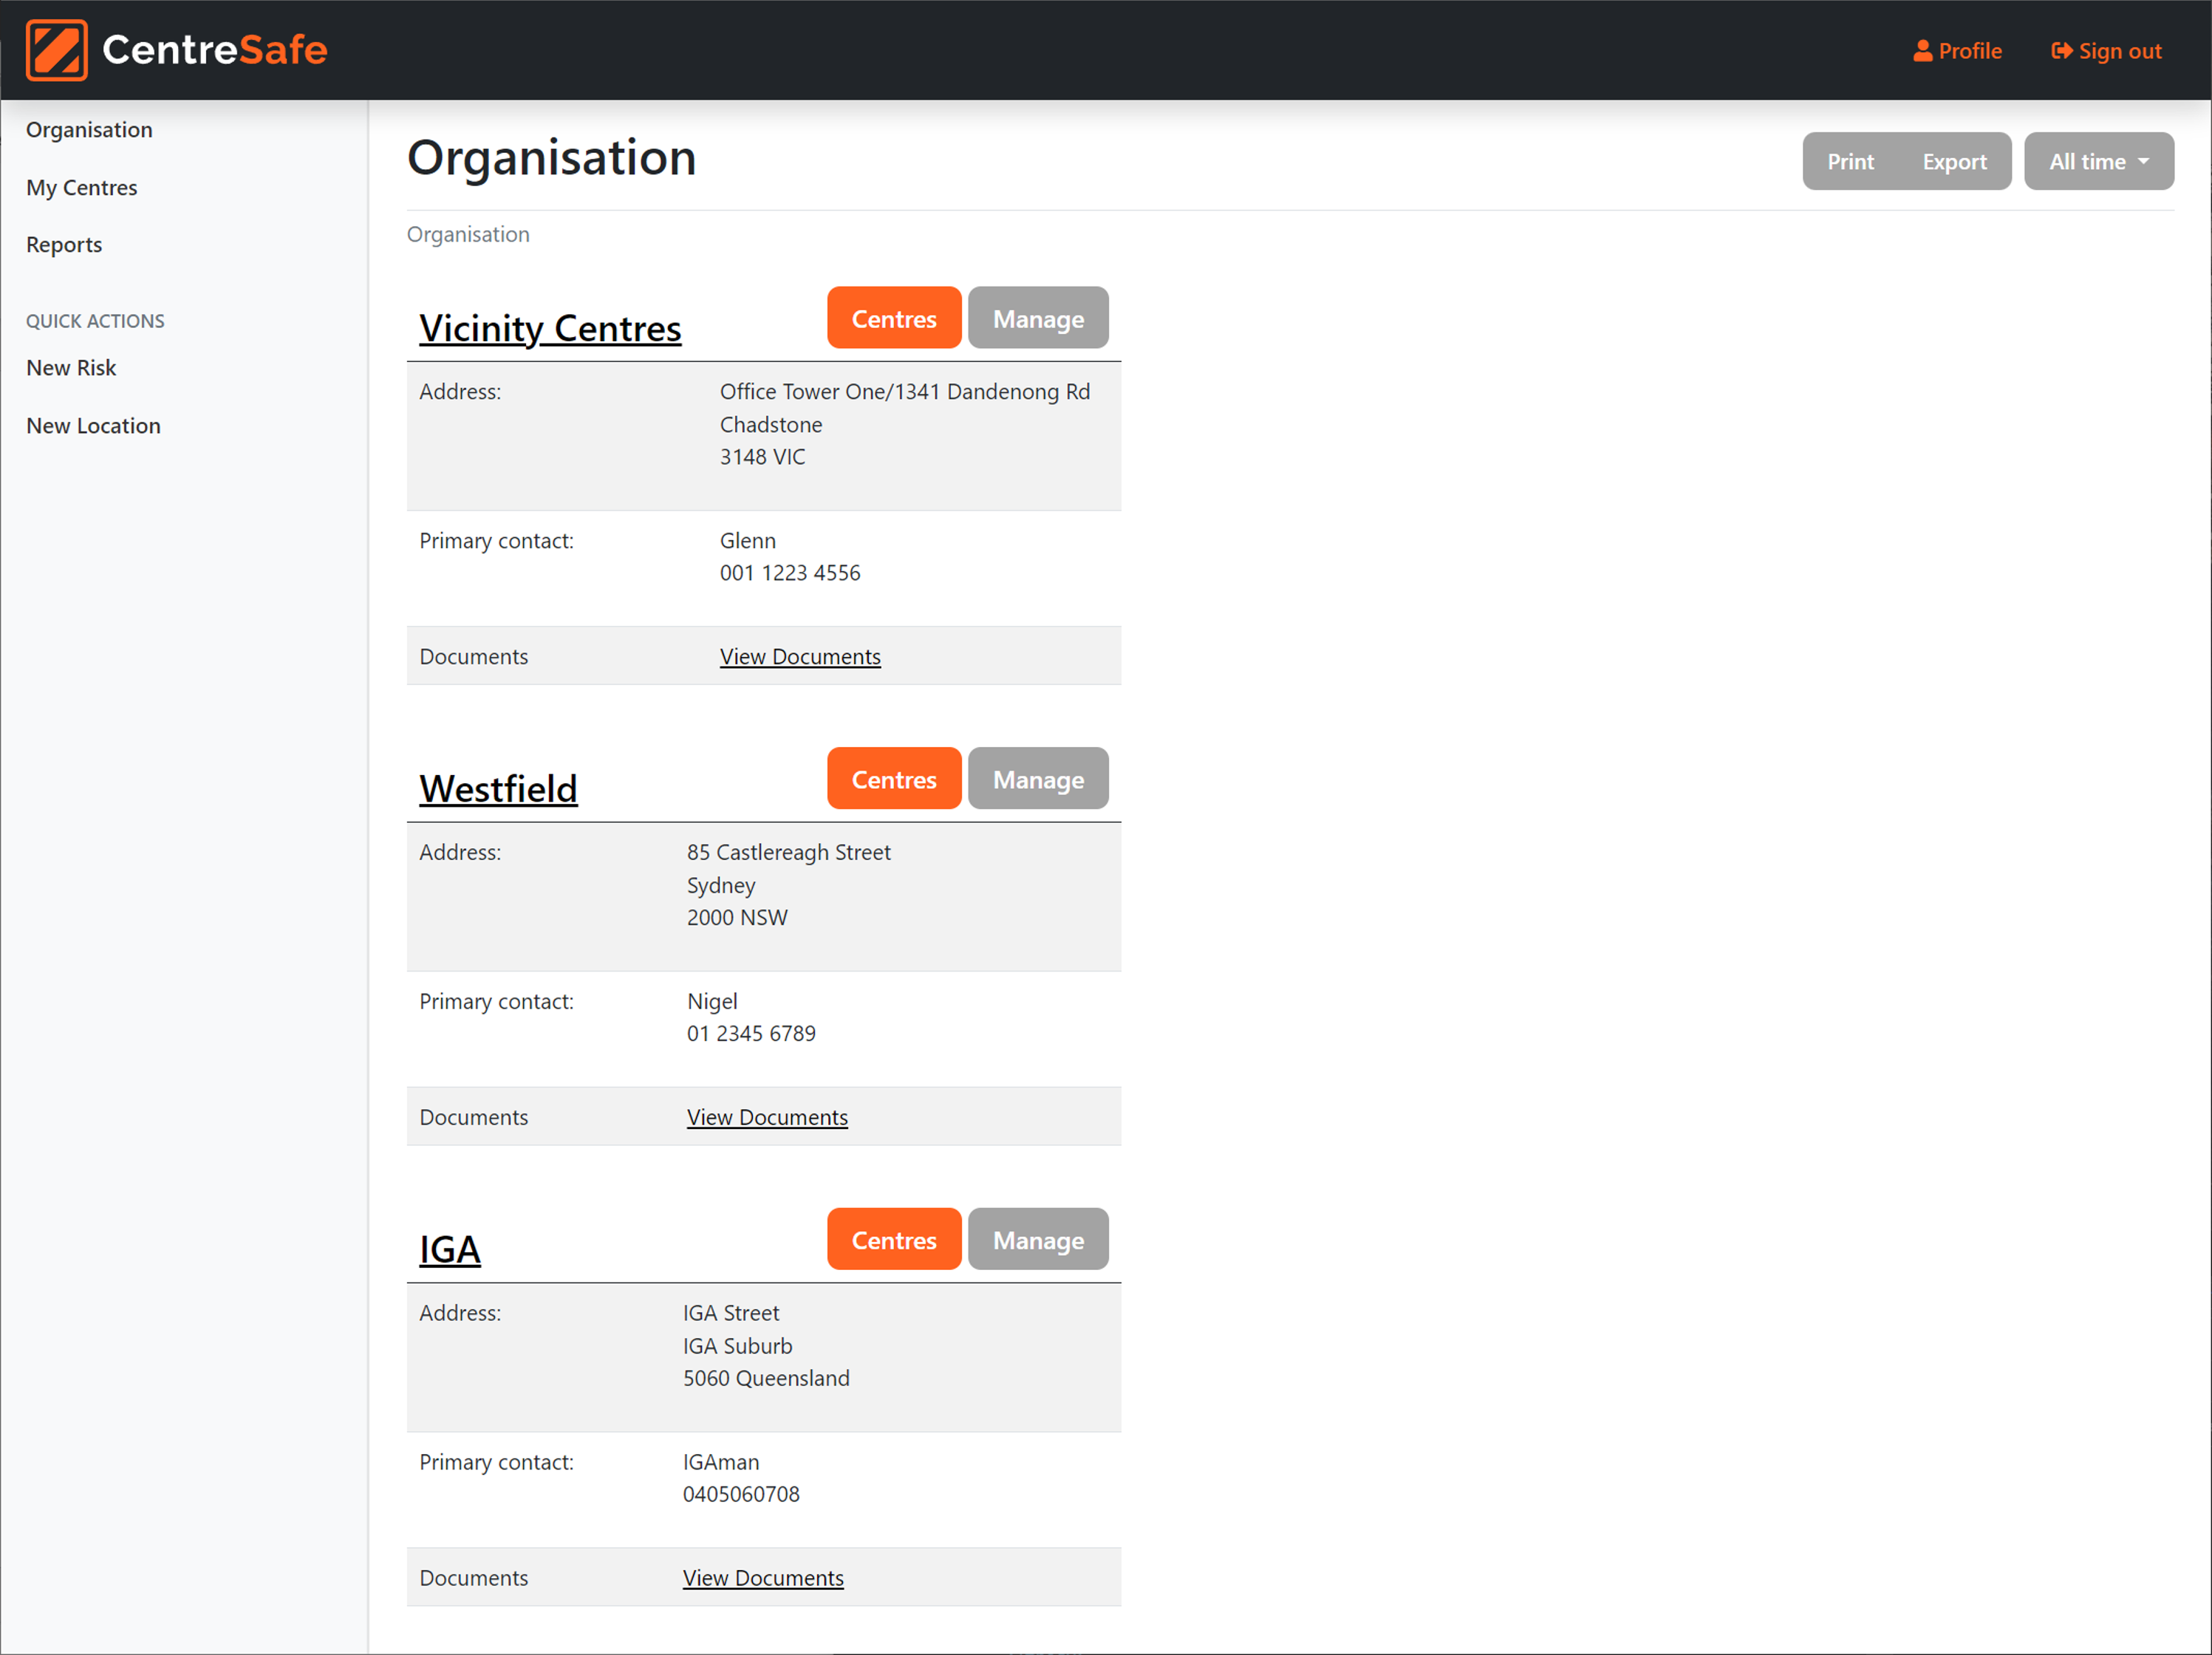 CentreSafe
Profile
Sign out
Organisation
My Centres
Reports
QUICK ACTIONS
New Risk
New Location
Organisation
Print
Export
All time
Organisation
Vicinity Centres
Centres
Manage
Address:
Office Tower One/1341 Dandenong Rd
Chadstone
3148 VIC
Primary contact:
Glenn
001 1223 4556
Documents
View Documents
Westfield
Centres
Manage
Address:
85 Castlereagh Street
Sydney
2000 NSW
Primary contact:
Nigel
01 2345 6789
Documents
View Documents
IGA
Centres
Manage
Address:
IGA Street
IGA Suburb
5060 Queensland
Primary contact:
IGAman
0405060708
Documents
View Documents